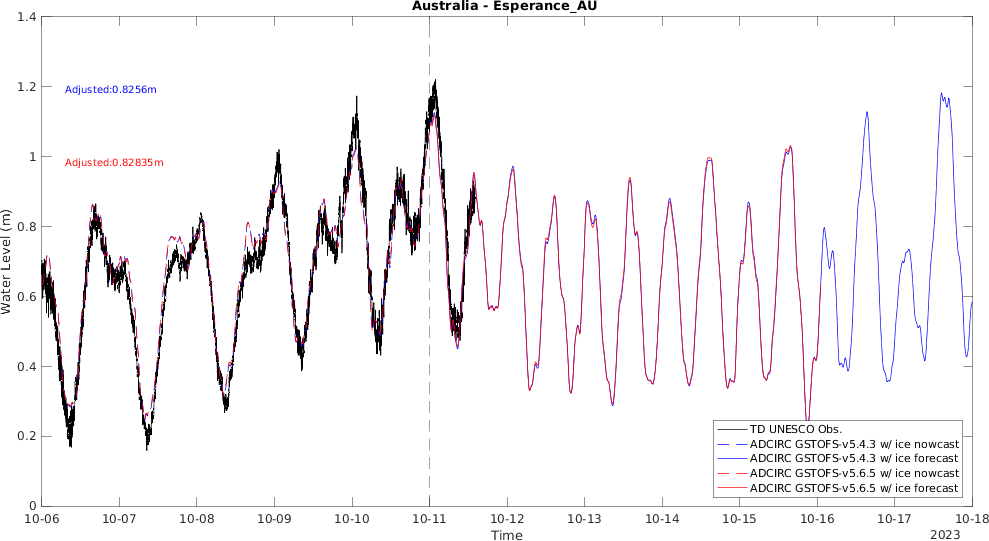 Australia - Esperance_AU
1.4
1.2
1
0.8
0.6
0.4
0.2
0
Water Level (m)
Adjusted:0.8256m
Adjusted:0.82835m
TD UNESCO Obs.
ADCIRC GSTOFS-v5.4.3 w/ ice nowcast
ADCIRC GSTOFS-v5.4.3 w/ ice forecast
ADCIRC GSTOFS-v5.6.5 w/ ice nowcast
ADCIRC GSTOFS-v5.6.5 w/ ice forecast
10-06 10-07 10-08 10-09 10-10 10-11 10-12 10-13 10-14 10-15 10-16 10-17 10-18
Time
2023